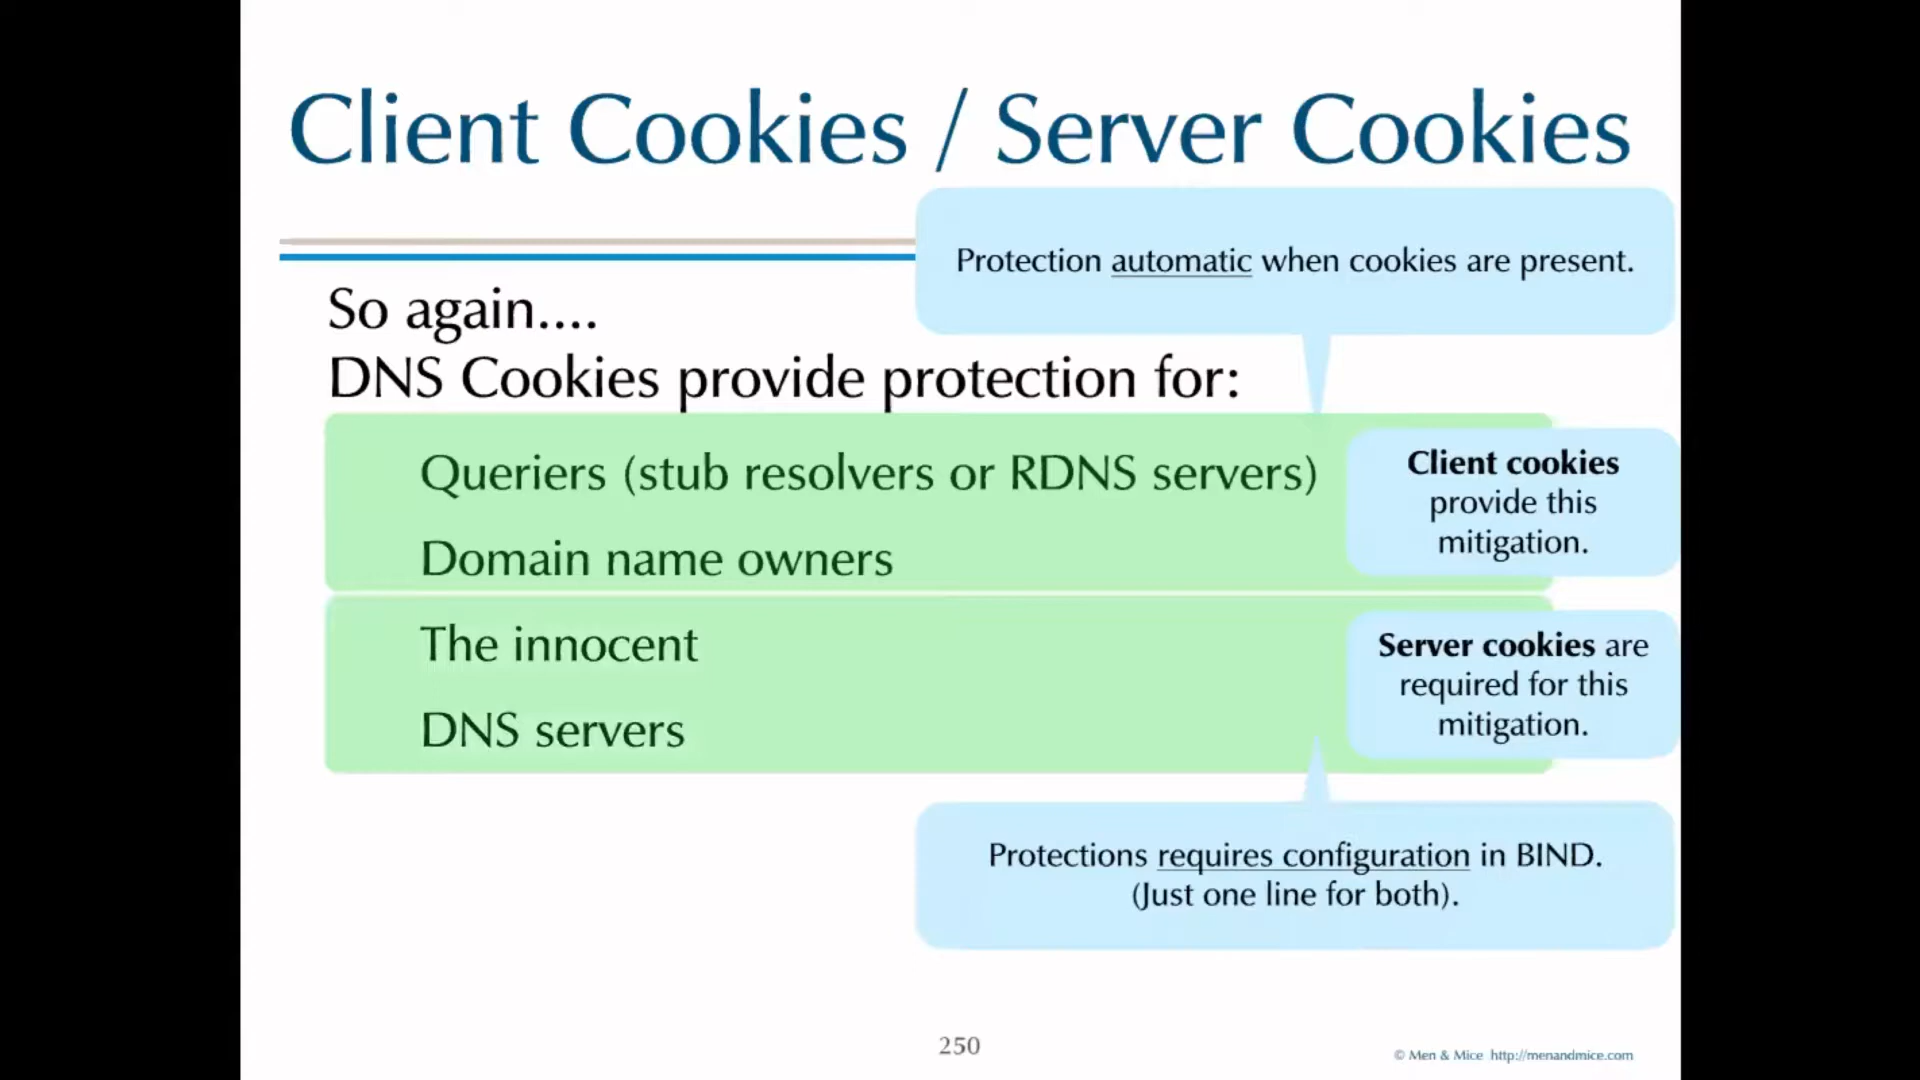 Client Cookies / Server Cookies
Protection automatic when cookies are present.
So again....
DNS Cookies provide protection for:
Queriers (stub resolvers or RDNS servers)
Domain name owners
Client cookies
provide this
mitigation.
The innocent
DNS servers
Server cookies are
required for this
mitigation.
Protections requires configuration in BIND.
(Just one line for both).
250
© Men & Mice http://menandmice.com